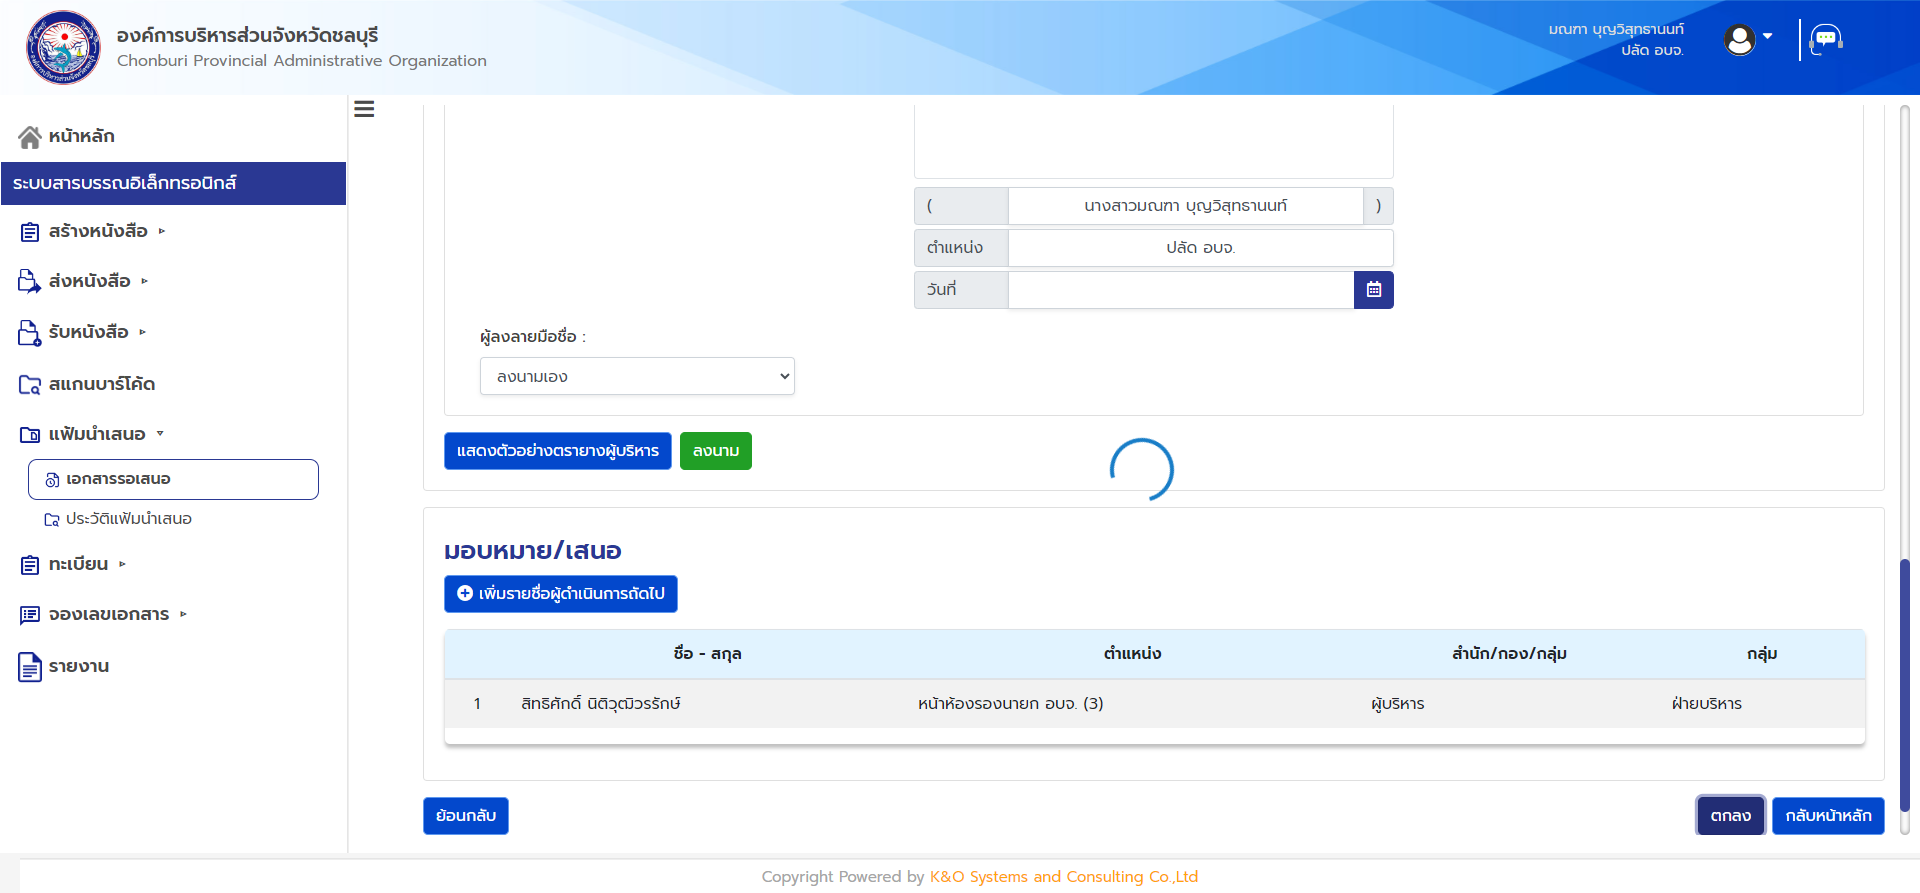 องค์การบริหารส่วนจังหวัดชลบุรี
Chonburi Provincial Administrative Organization
มณฑา บุญวิสุทธานนท์
ปลัด อบจ.
หน้าหลัก
ระบบสารบรรณอิเล็กทรอนิกส์
สร้างหนังสือ
ส่งหนังสือ
รับหนังสือ
สแกนบาร์โค้ด
แฟ้มนำเสนอ
เอกสารรอเสนอ
ประวัติแฟ้มนำเสนอ
ทะเบียน
จองเลขเอกสาร
รายงาน
( นางสาวมณฑา บุญวิสุทธานนท์ )
ตำแหน่ง ปลัด อบจ.
วันที่
ผู้ลงลายมือชื่อ :
ลงนามเอง
แสดงตัวอย่างตรายางผู้บริหาร ลงนาม
มอบหมาย/เสนอ
เพิ่มรายชื่อผู้ดำเนินการถัดไป
ชื่อ - สกุล ตำแหน่ง สำนัก/กอง/กลุ่ม กลุ่ม
1 สิทธิศักดิ์ นิติวุฒิวรรักษ์ หน้าห้องรองนายก อบจ. (3) ผู้บริหาร ฝ่ายบริหาร
ย้อนกลับ ตกลง กลับหน้าหลัก
Copyright Powered by K&O Systems and Consulting Co.,Ltd